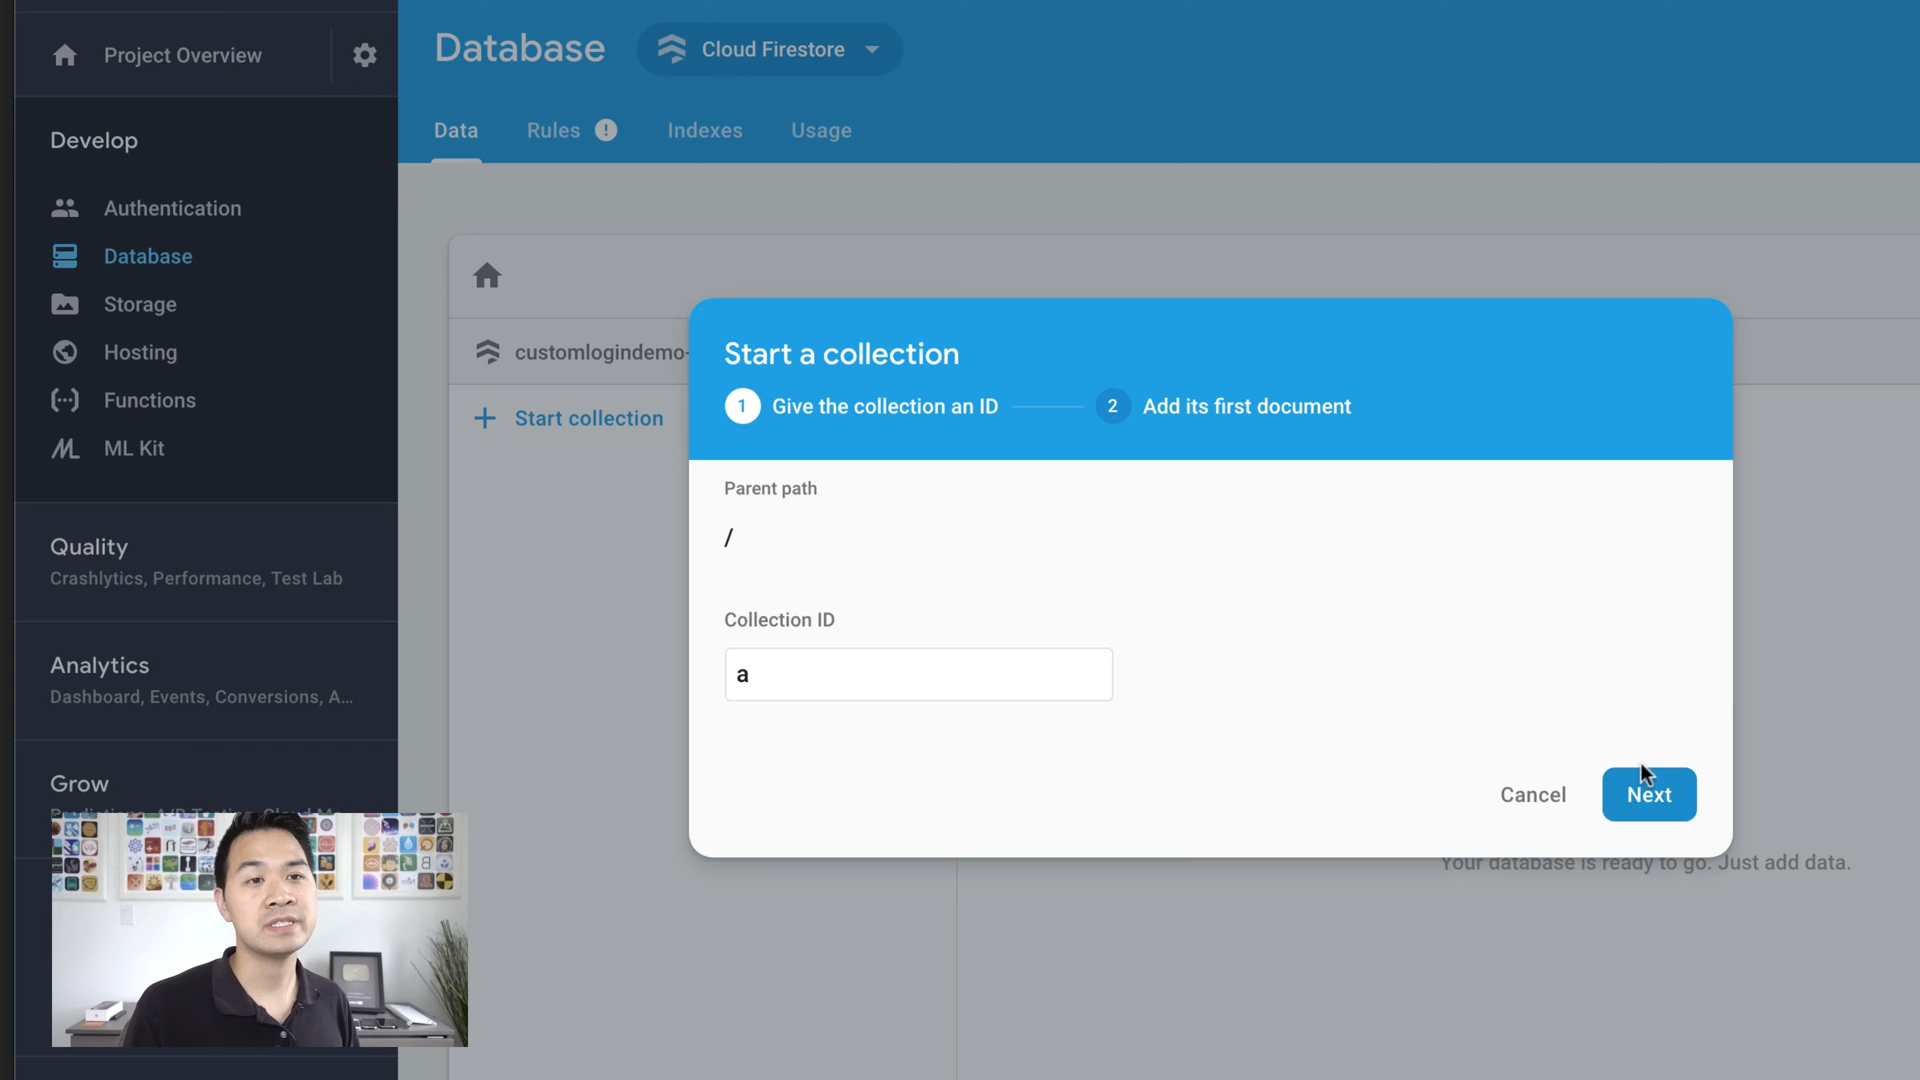 Project Overview
Develop
Authentication
Database
Storage
Hosting
Functions
ML Kit
Quality
Crashlytics, Performance, Test Lab
Analytics
Dashboard, Events, Conversions, A...
Grow
Database
Cloud Firestore
Data
Rules
Indexes
Usage
customlogindemo-
Start collection
Start a collection
1 Give the collection an ID
2 Add its first document
Parent path
/
Collection ID
a
Cancel
Next
Your database is ready to go. Just add data.